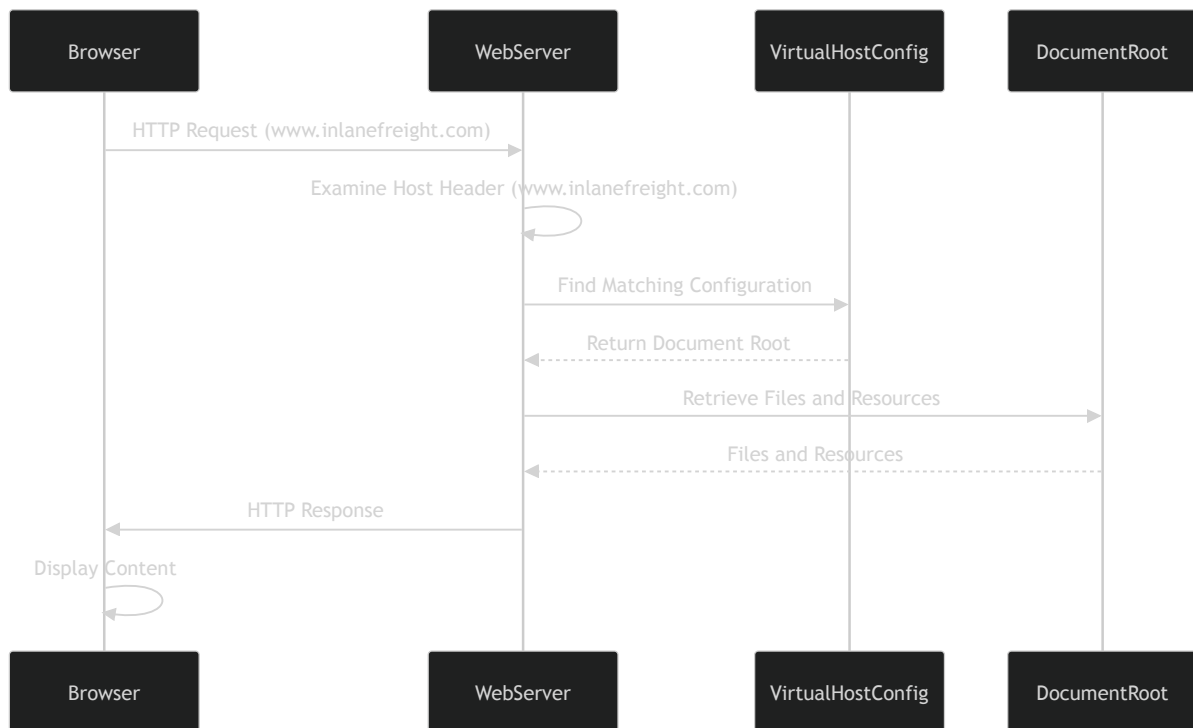 Browser
WebServer
VirtualHostConfig
DocumentRoot
HTTP Request (www.inlanefreight.com)
Examine Host Header (www.inlanefreight.com)
Find Matching Configuration
Return Document Root
Retrieve Files and Resources
Files and Resources
HTTP Response
Display Content
Browser
WebServer
VirtualHostConfig
DocumentRoot